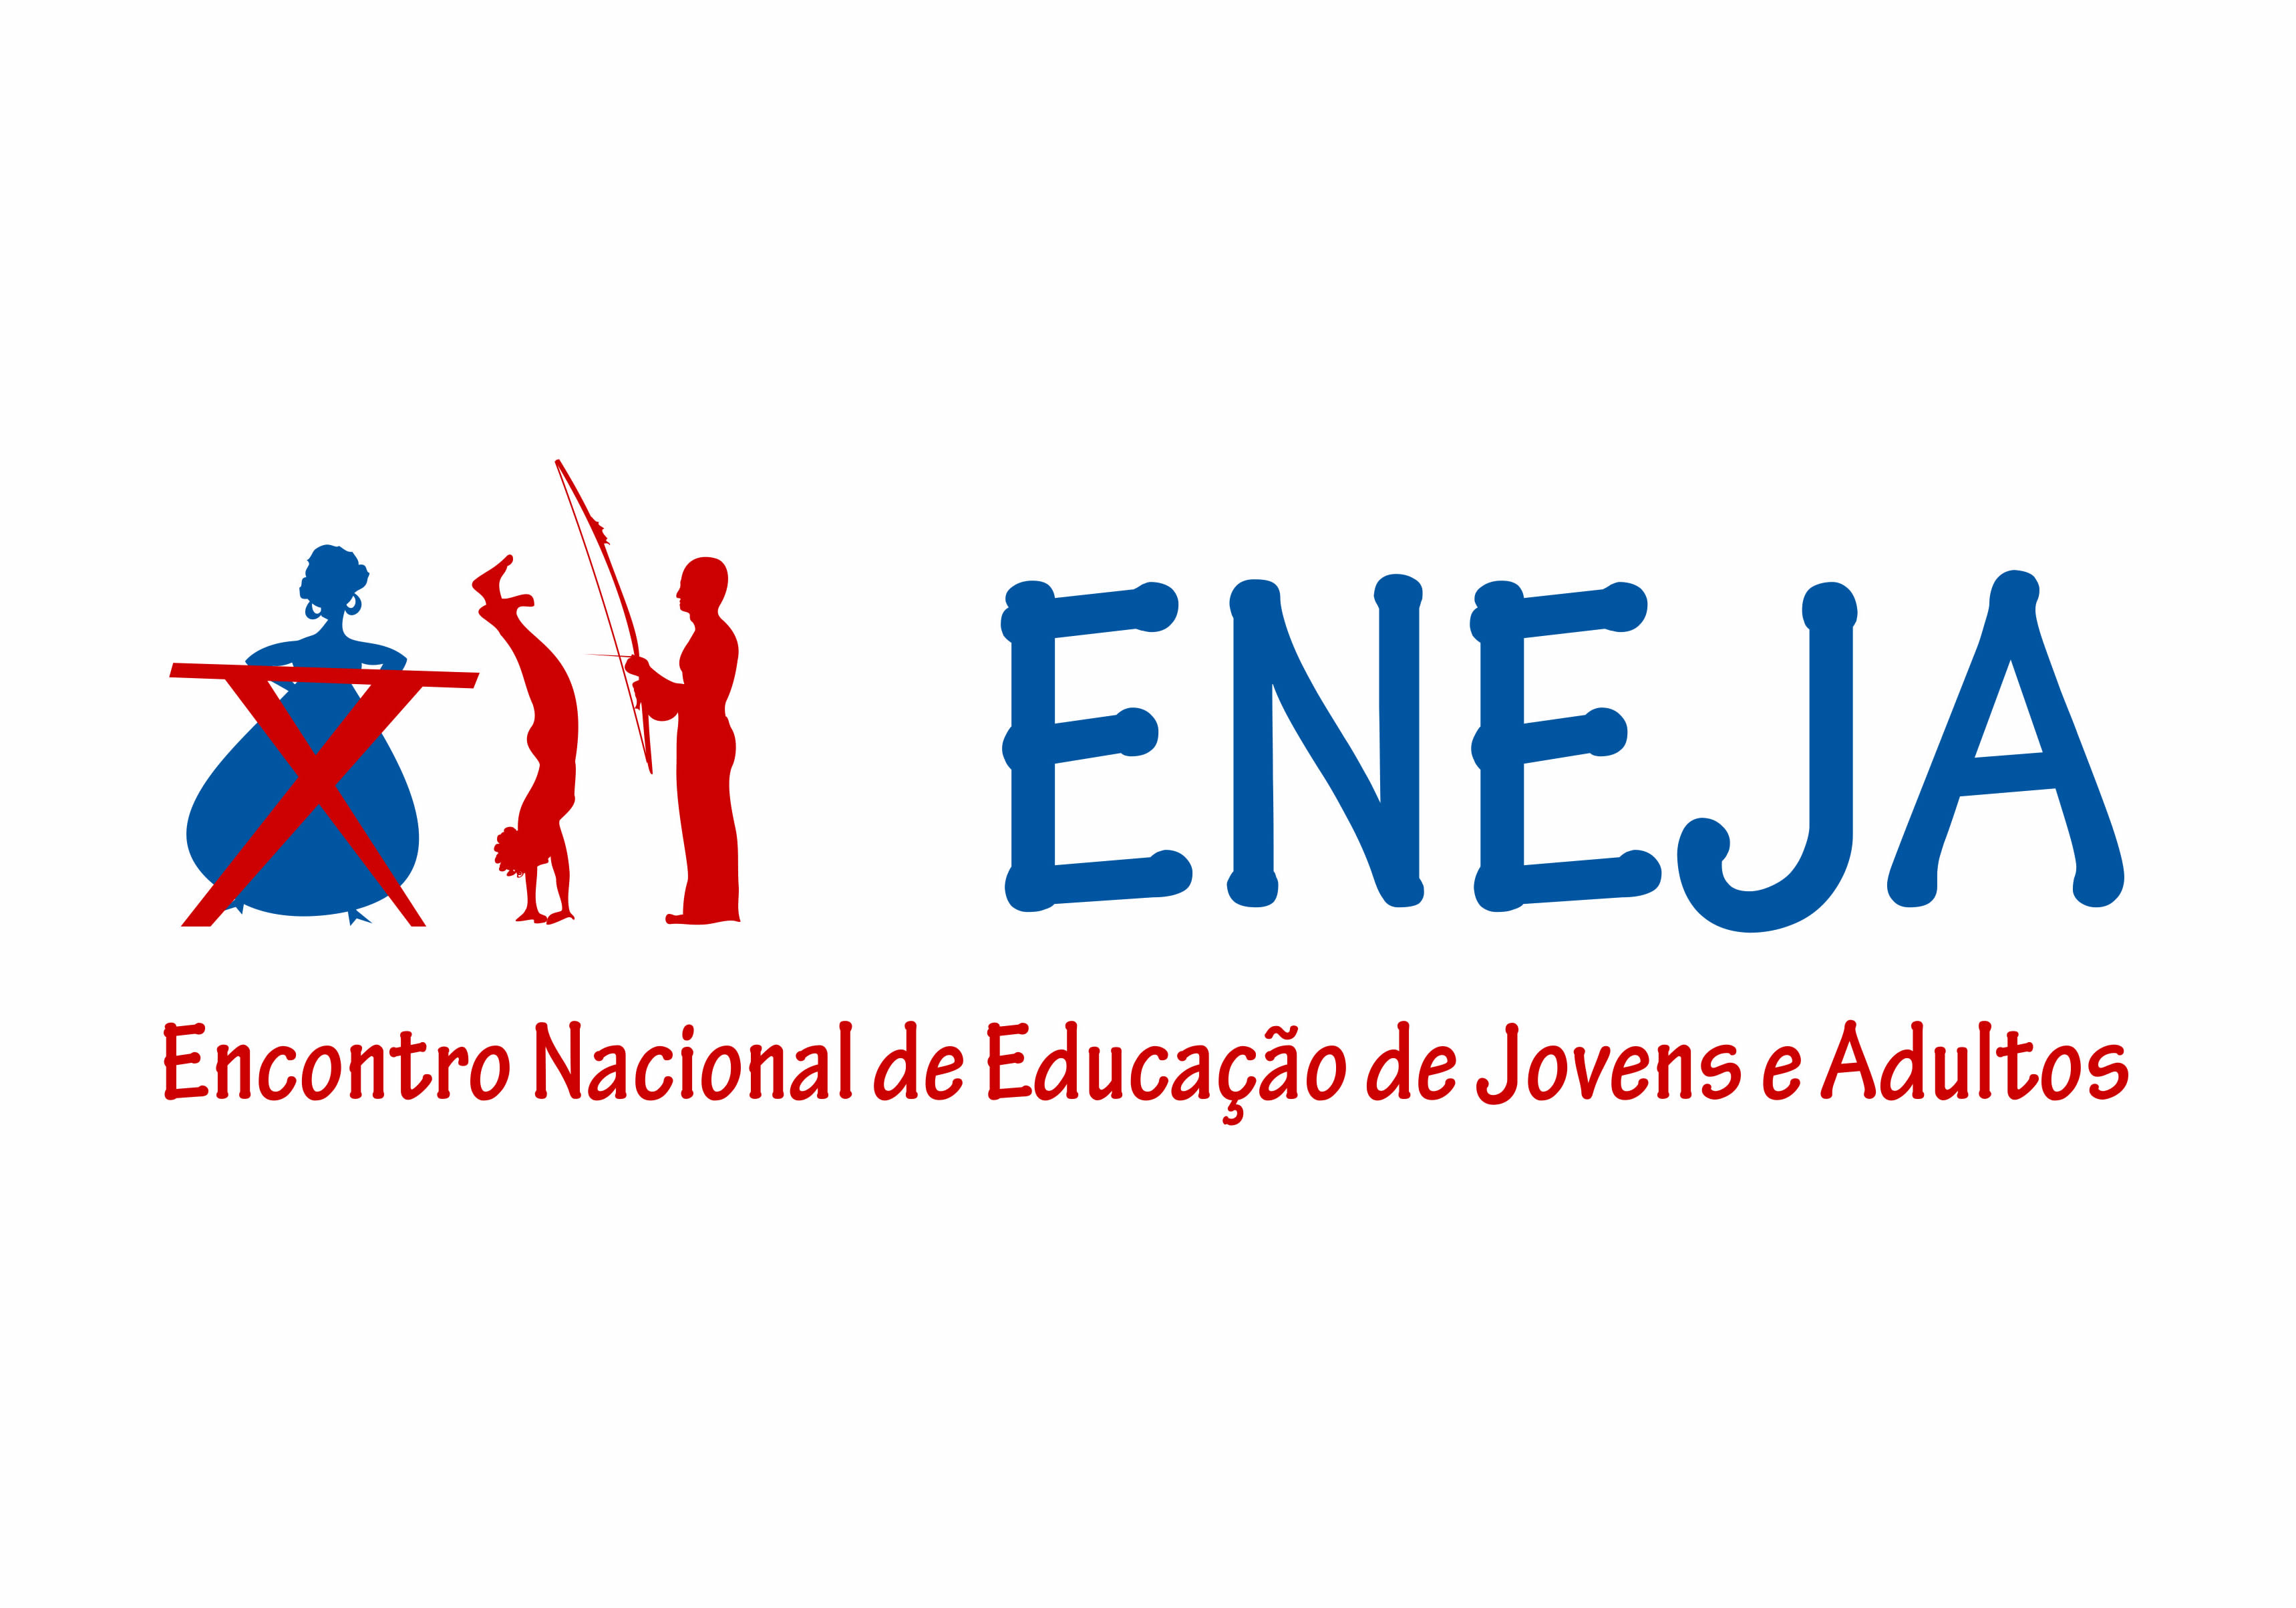 XII ENEJA
Encontro Nacional de Educação de Jovens e Adultos